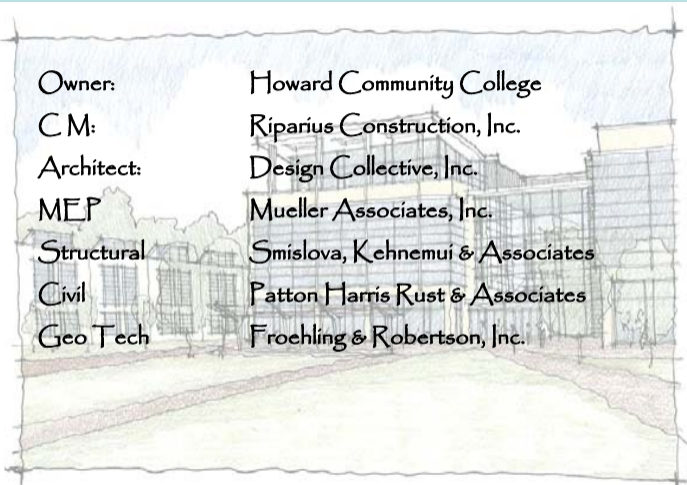 Owner: Howard Community College
C M: Riparius Construction, Inc.
Architect: Design Collective, Inc.
MEP Mueller Associates, Inc.
Structural Smislova, Kehnemui & Associates
Civil Patton Harris Rust & Associates
Geo Tech Froehling & Robertson, Inc.